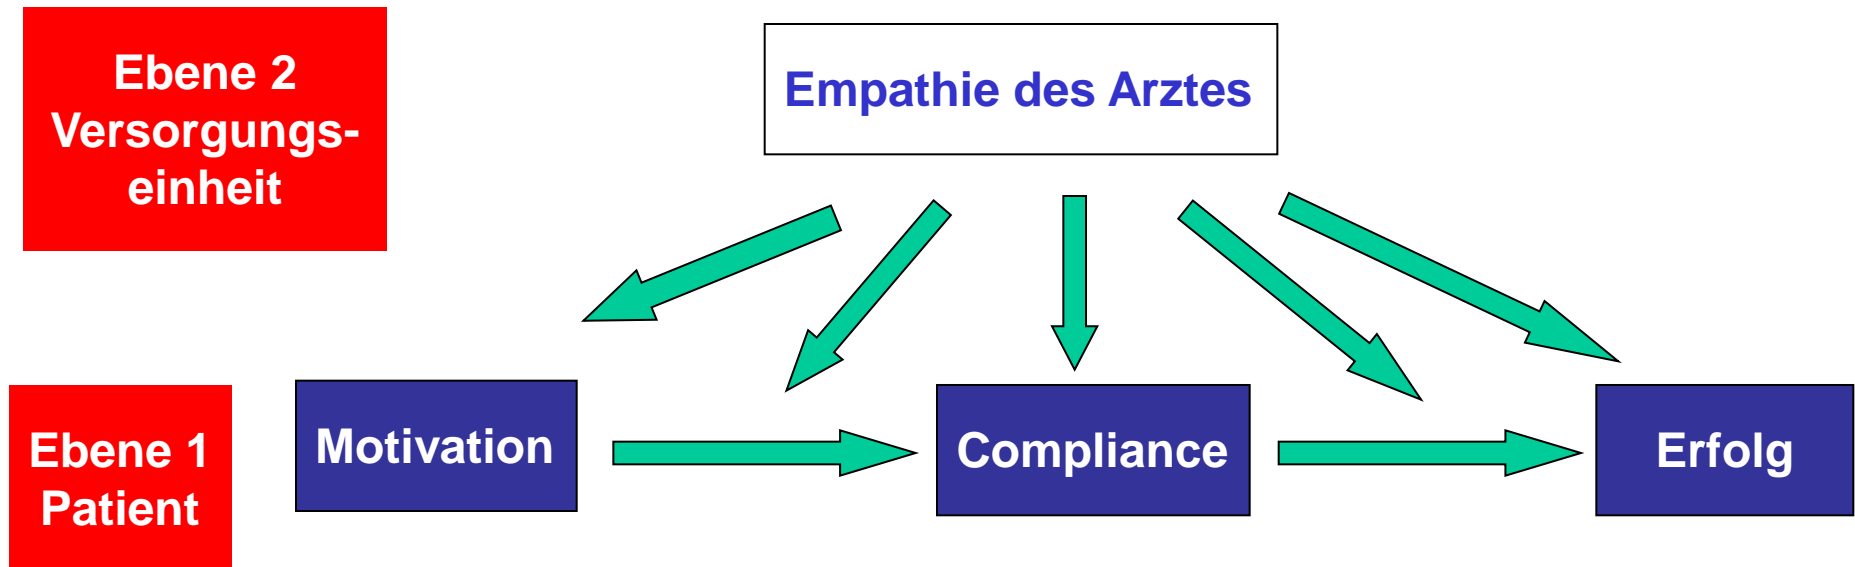 Ebene 2
Versorgungs-
einheit
Empathie des Arztes
Ebene 1
Patient
Motivation
Compliance
Erfolg